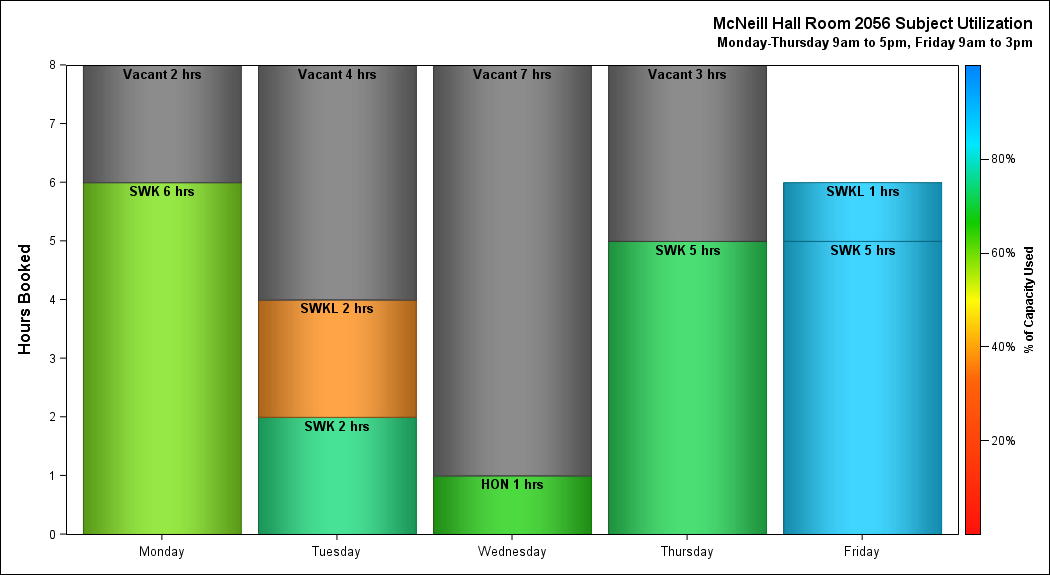 McNeill Hall Room 2056 Subject Utilization
Monday-Thursday 9am to 5pm, Friday 9am to 3pm
Hours Booked
8
7
6
5
4
3
2
1
0
Vacant 2 hrs
SWK 6 hrs
Vacant 4 hrs
SWKL 2 hrs
SWK 2 hrs
Vacant 7 hrs
HON 1 hrs
Vacant 3 hrs
SWK 5 hrs
SWKL 1 hrs
SWK 5 hrs
Monday
Tuesday
Wednesday
Thursday
Friday
80%
60%
40%
20%
% of Capacity Used